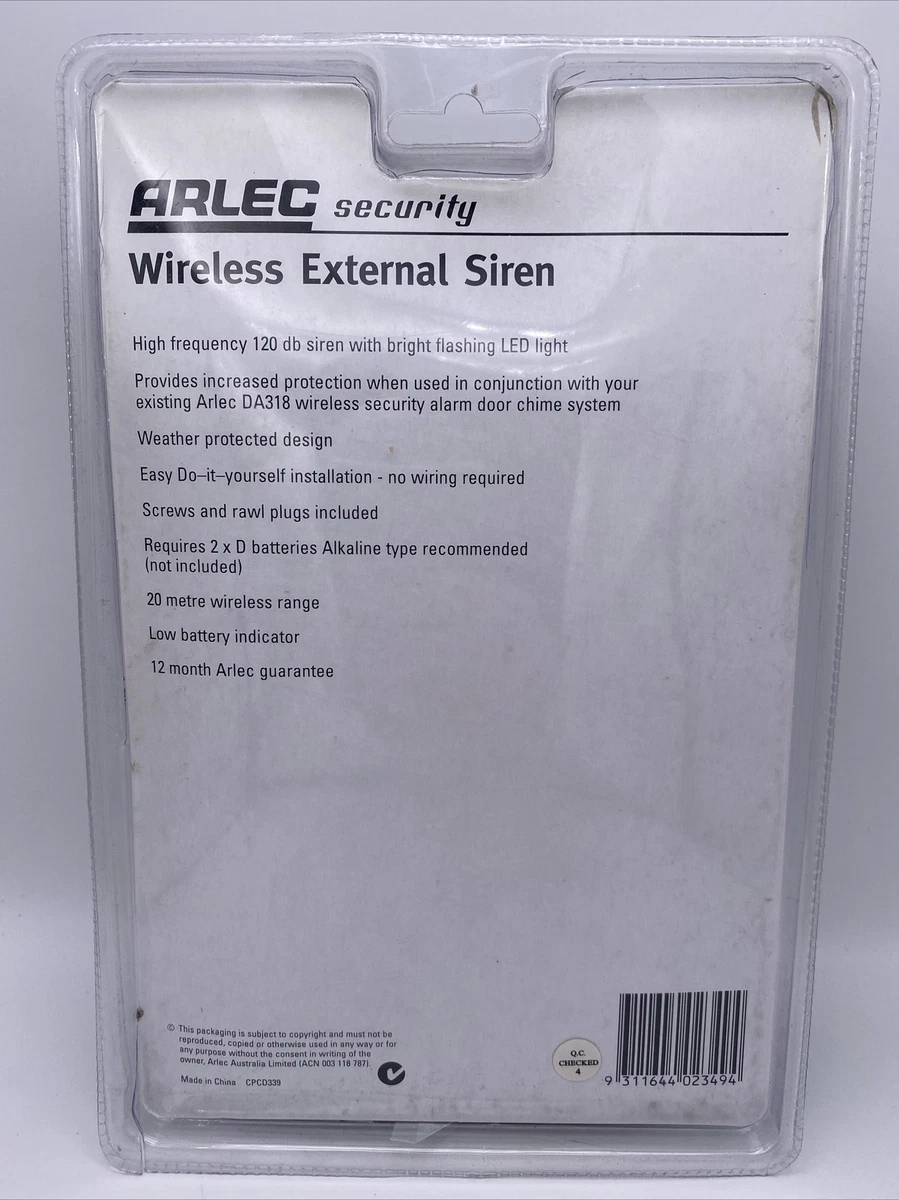 ARLEC security
Wireless External Siren
High frequency 120 db siren with bright flashing LED light
Provides increased protection when used in conjunction with your
existing Arlec DA318 wireless security alarm door chime system
Weather protected design
Easy Do–it–yourself installation - no wiring required
Screws and rawl plugs included
Requires 2 x D batteries Alkaline type recommended
(not included)
20 metre wireless range
Low battery indicator
12 month Arlec guarantee
© This packaging is subject to copyright and must not be
reproduced, copied or otherwise used in any way or for
any purpose without the consent in writing of the
owner, Arlec Australia Limited (ACN 003 118 787).
Made in China CPCD339
Q.C.
CHECKED
4
9 311644 023494